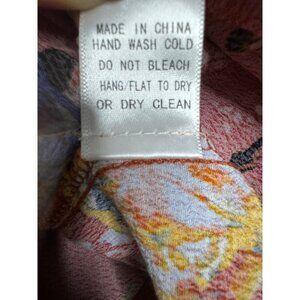 MADE IN CHINA
HAND WASH COLD
DO NOT BLEACH
HANG/FLAT TO DRY
OR DRY CLEAN